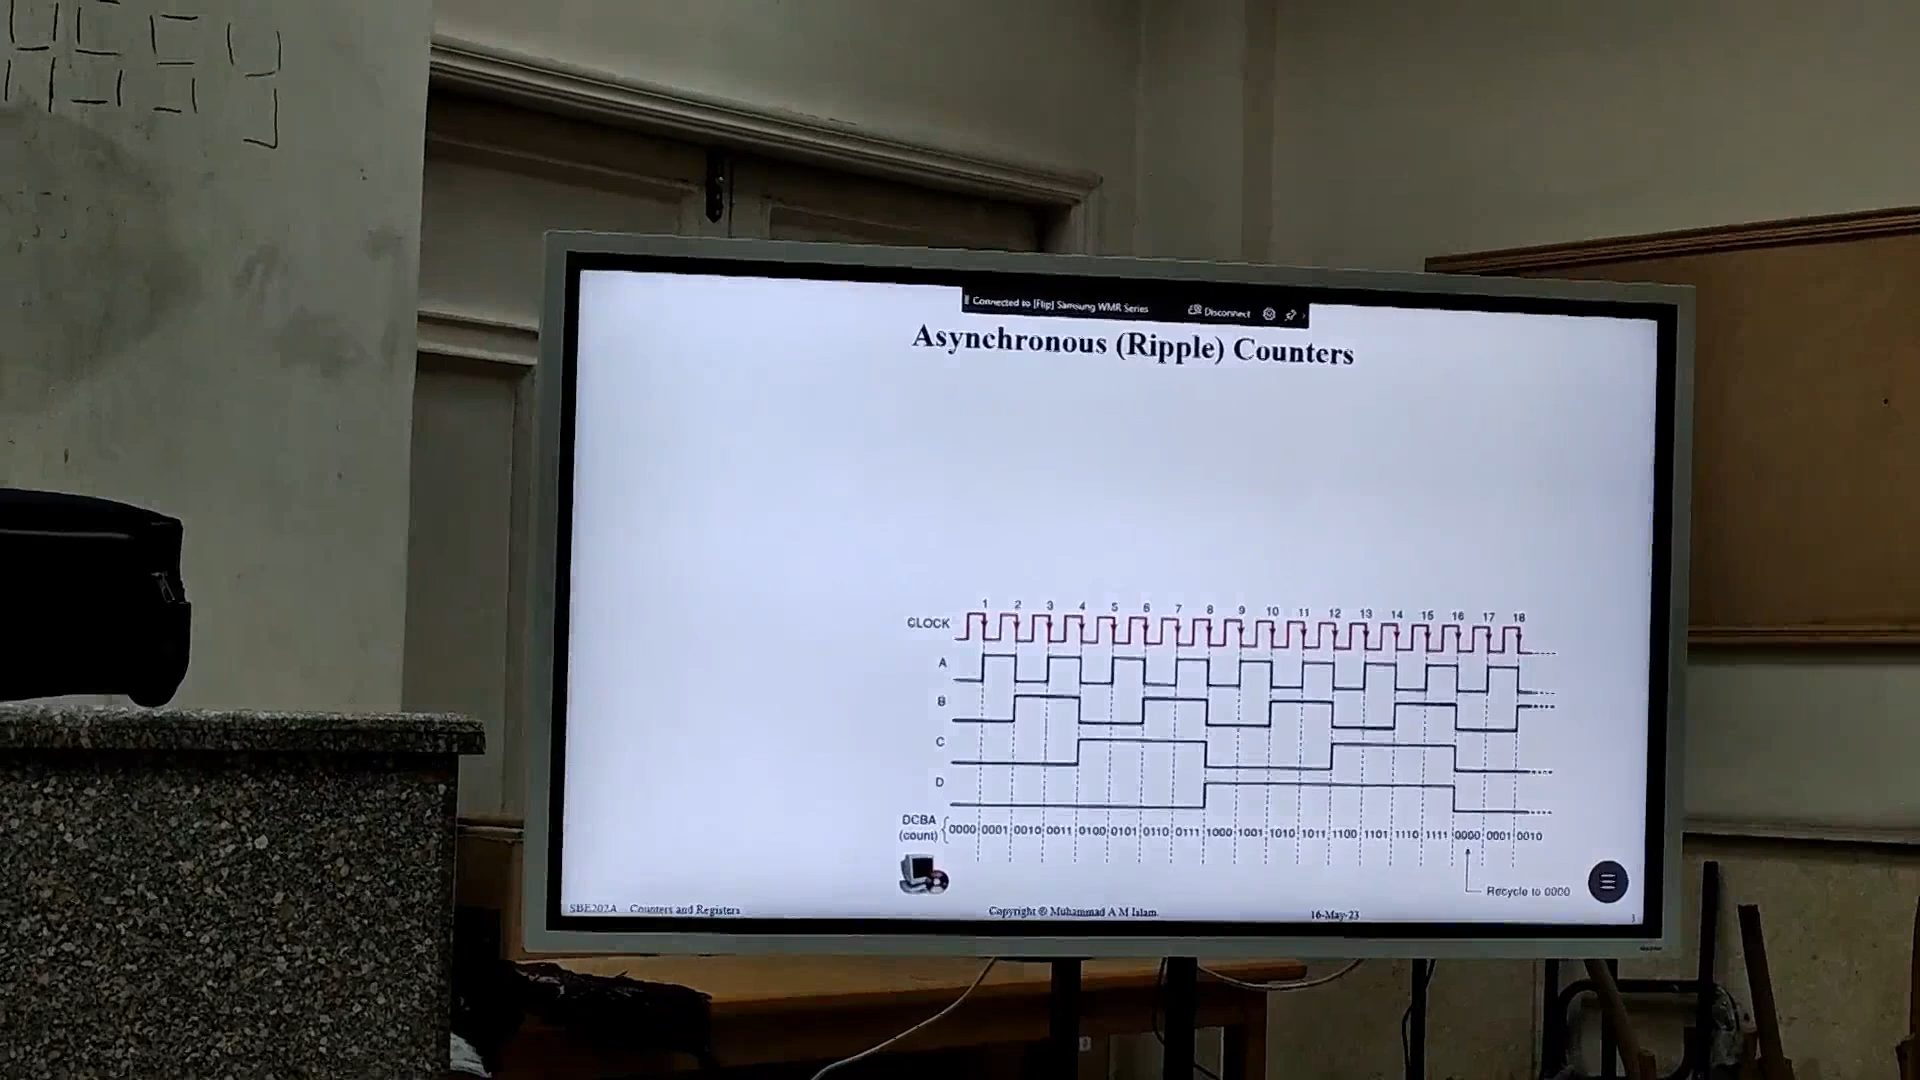 Connected to [Flip] Samsung WMR Series Disconnect
Asynchronous (Ripple) Counters
1 2 3 4 5 6 7 8 9 10 11 12 13 14 15 16 17 18
CLOCK
A
B
C
D
DCBA
(count) { 0000 0001 0010 0011 0100 0101 0110 0111 1000 1001 1010 1011 1100 1101 1110 1111 0000 0001 0010
Recycle to 0000
SBE202A Counters and Registers Copyright © Muhammad A M Islam. 16-May-23 3